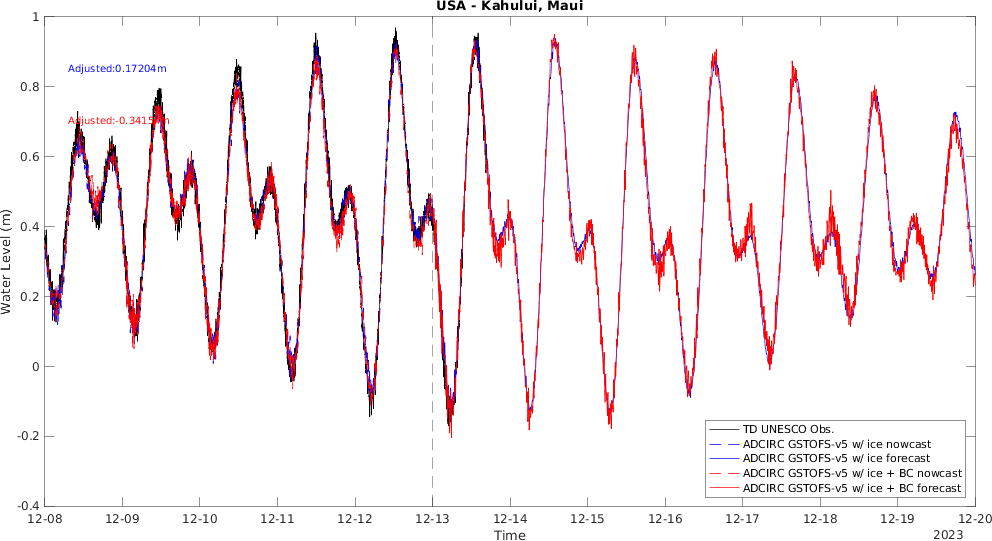 USA - Kahului, Maui
1
0.8
0.6
0.4
0.2
0
-0.2
-0.4
Water Level (m)
Adjusted:0.17204m
TD UNESCO Obs.
ADCIRC GSTOFS-v5 w/ ice nowcast
ADCIRC GSTOFS-v5 w/ ice forecast
ADCIRC GSTOFS-v5 w/ ice + BC nowcast
ADCIRC GSTOFS-v5 w/ ice + BC forecast
12-08 12-09 12-10 12-11 12-12 12-13 12-14 12-15 12-16 12-17 12-18 12-19 12-20
Time
2023